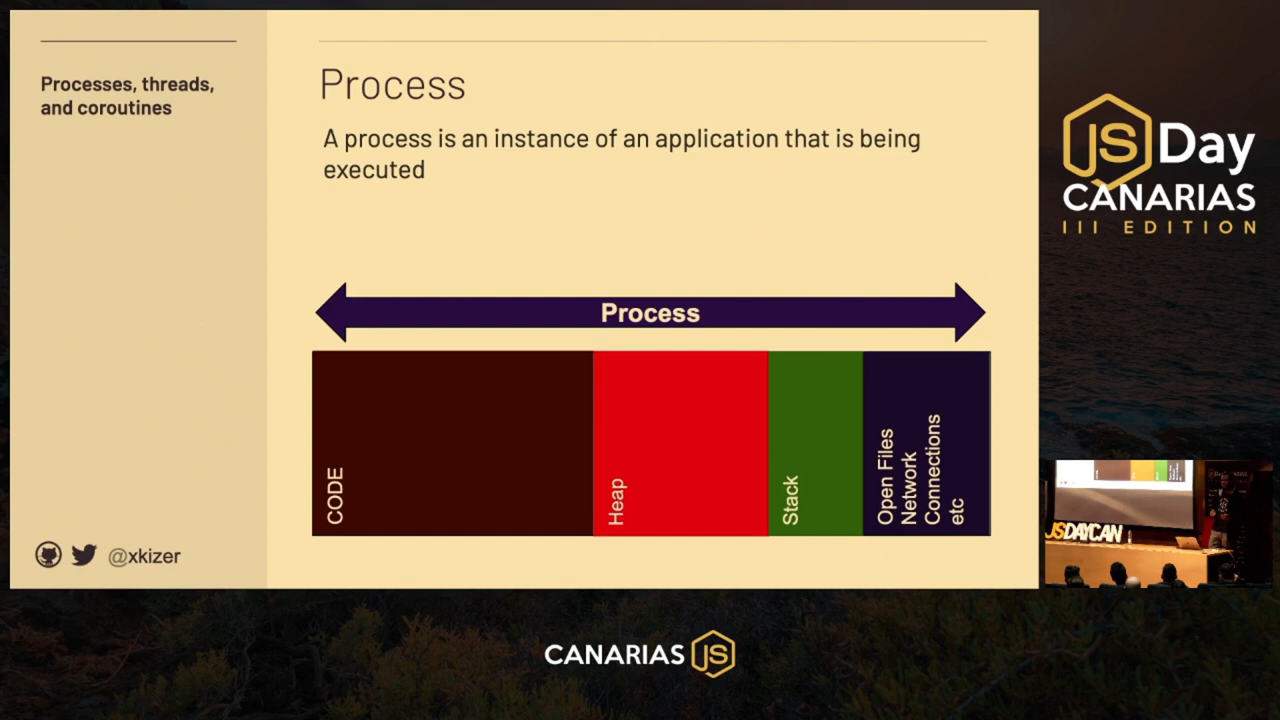 Processes, threads,
and coroutines
@xkizer
Process
A process is an instance of an application that is being
executed
Process
CODE
Heap
Stack
Open Files
Network
Connections
etc
JS Day
CANARIAS
III EDITION
JSDAYCAN
CANARIAS JS